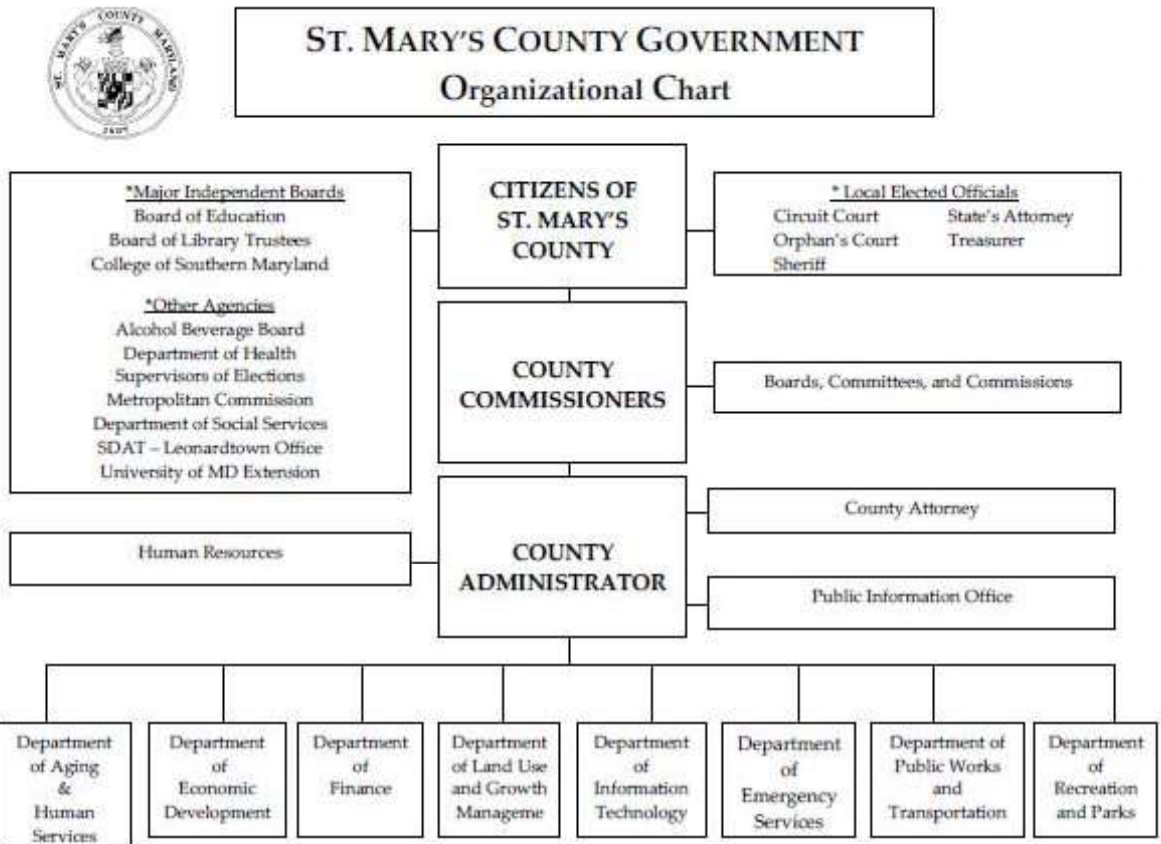 ST. MARY'S COUNTY MARYLAND
1637
ST. MARY'S COUNTY GOVERNMENT
Organizational Chart
*Major Independent Boards
Board of Education
Board of Library Trustees
College of Southern Maryland
*Other Agencies
Alcohol Beverage Board
Department of Health
Supervisors of Elections
Metropolitan Commission
Department of Social Services
SDAT – Leonardtown Office
University of MD Extension
CITIZENS OF
ST. MARY'S
COUNTY
* Local Elected Officials
Circuit Court State's Attorney
Orphan's Court Treasurer
Sheriff
COUNTY
COMMISSIONERS
Boards, Committees, and Commissions
Human Resources
COUNTY
ADMINISTRATOR
County Attorney
Public Information Office
Department
of Aging
&
Human
Services
Department
of
Economic
Development
Department
of
Finance
Department
of Land Use
and Growth
Manageme
Department
of
Information
Technology
Department
of
Emergency
Services
Department of
Public Works
and
Transportation
Department
of
Recreation
and Parks